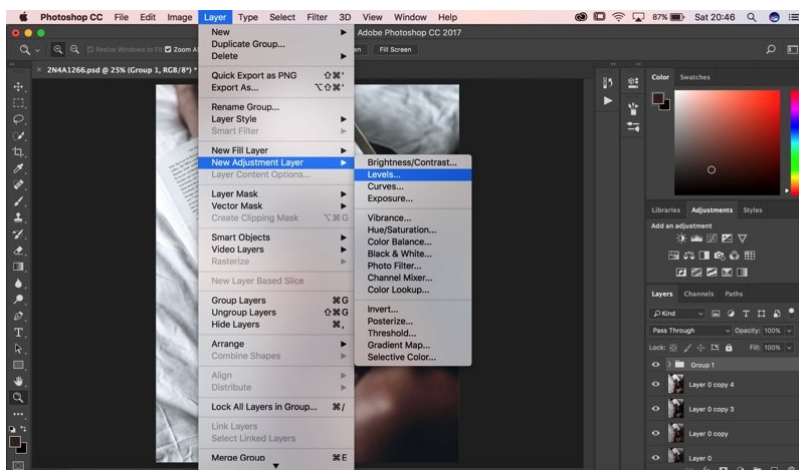 Photoshop CC File Edit Image Layer Type Select Filter 3D View Window Help 87% Sat 20:46
Adobe Photoshop CC 2017
Resize Windows to Fit Zoom Al
en Fill Screen
2N4A1266.psd @ 25% (Group 1, RGB/8*) *
New
Duplicate Group...
Delete
Quick Export as PNG ⇧⌘'
Export As... ⌥⇧⌘'
Rename Group...
Layer Style
Smart Filter
New Fill Layer
New Adjustment Layer
Layer Content Options...
Layer Mask
Vector Mask
Create Clipping Mask ⌥⌘G
Smart Objects
Video Layers
Rasterize
New Layer Based Slice
Group Layers ⌘G
Ungroup Layers ⇧⌘G
Hide Layers ⌘,
Arrange
Combine Shapes
Align
Distribute
Lock All Layers in Group... ⌘/
Link Layers
Select Linked Layers
Merge Group ⌘E
Brightness/Contrast...
Levels...
Curves...
Exposure...
Vibrance...
Hue/Saturation...
Color Balance...
Black & White...
Photo Filter...
Channel Mixer...
Color Lookup...
Invert...
Posterize...
Threshold...
Gradient Map...
Selective Color...
Color Swatches
Libraries Adjustments Styles
Add an adjustment
Layers Channels Paths
Kind
Pass Through Opacity: 100%
Lock: Fill: 100%
Group 1
Layer 0 copy 4
Layer 0 copy 3
Layer 0 copy
Layer 0